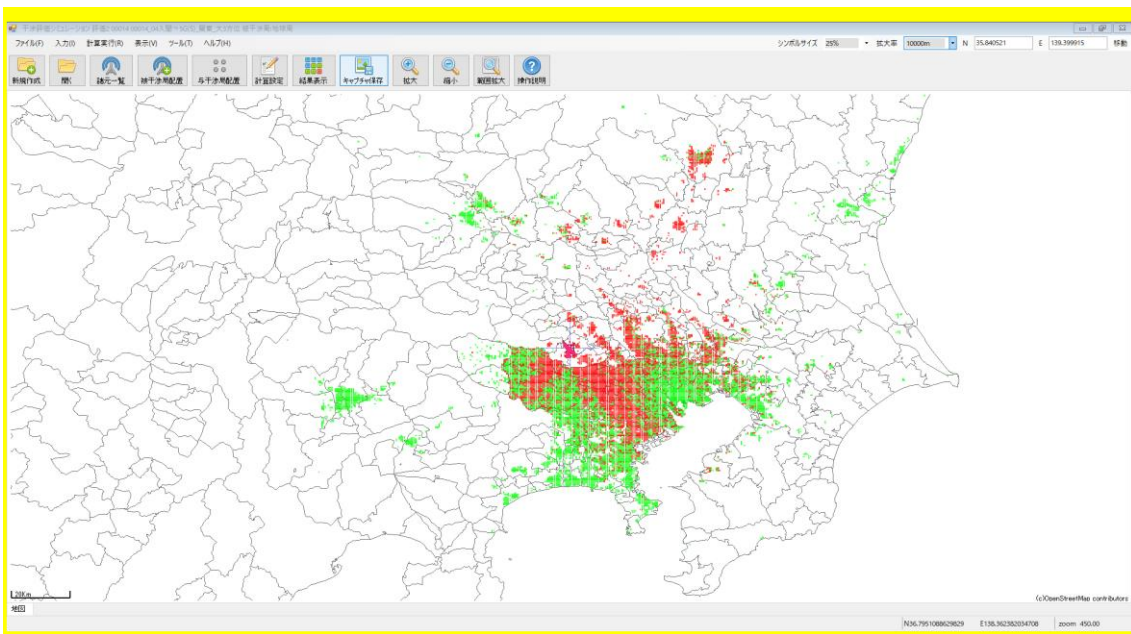 ファイル(F) 入力(I) 計算実行(R) 表示(V) ツール(T) ヘルプ(H) シンボルサイズ 25% 拡大率 10000m N 35.840521 E 139.399915 移動
新規作成 開く 諸元一覧 被干渉局配置 与干渉局配置 計算設定 結果表示 キャプチャ保存 拡大 縮小 範囲拡大 操作説明
20Km
(c)OpenStreetMap contributors
地図
N36.7951088629829 E138.362382034708 zoom 450.00